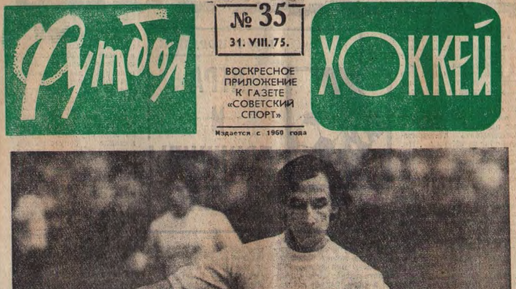 Футбол
№ 35
31. VIII. 75.
ВОСКРЕСНОЕ
ПРИЛОЖЕНИЕ
К ГАЗЕТЕ
«СОВЕТСКИЙ
СПОРТ»
Издается с 1960 года
ХОККЕЙ